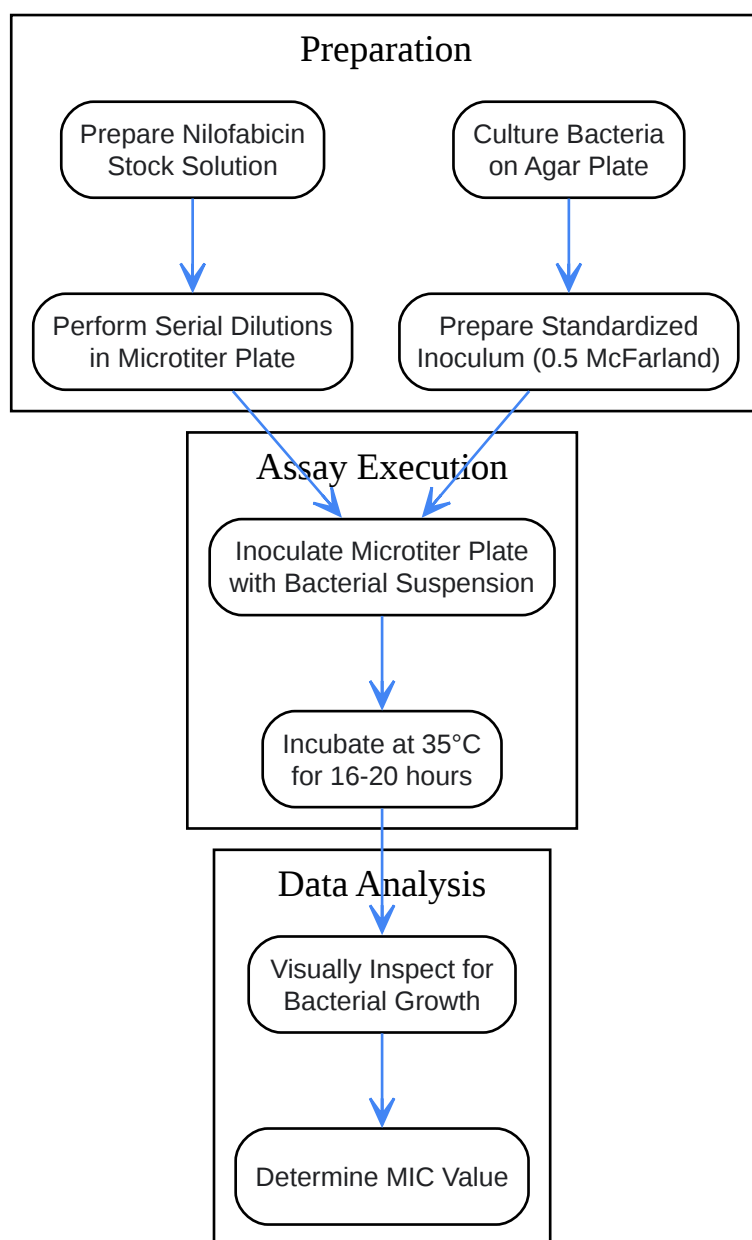 Preparation
Prepare Nilofabicin
Stock Solution
Culture Bacteria
on Agar Plate
Perform Serial Dilutions
in Microtiter Plate
Prepare Standardized
Inoculum (0.5 McFarland)
Assay Execution
Inoculate Microtiter Plate
with Bacterial Suspension
Incubate at 35°C
for 16-20 hours
Data Analysis
Visually Inspect for
Bacterial Growth
Determine MIC Value